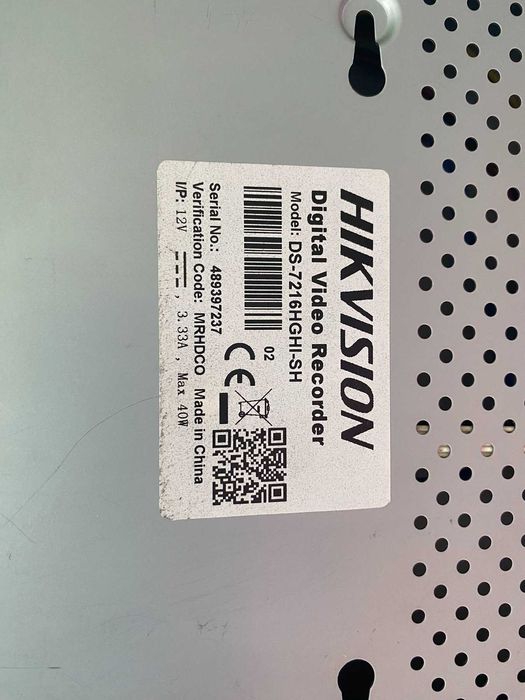 HIKVISION
Digital Video Recorder
Model: DS-7216HGHI-SH
02
CE
Serial No.: 489397237
Verification Code: MRHDCO Made in China
I/P: 12V ⎓, 3.33A, Max 40W